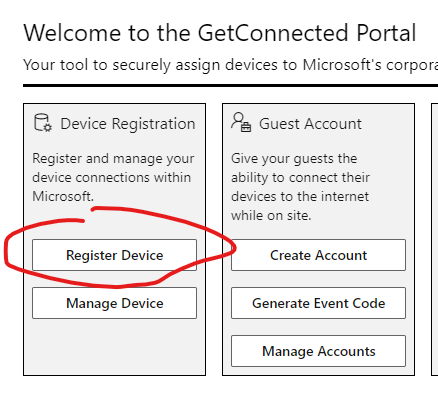 Welcome to the GetConnected Portal
Your tool to securely assign devices to Microsoft's
Device Registration
Register and manage your
device connections within
Microsoft.
Register Device
Manage Device
Guest Account
Give your guests the
ability to connect their
devices to the internet
while on site.
Create Account
Generate Event Code
Manage Accounts